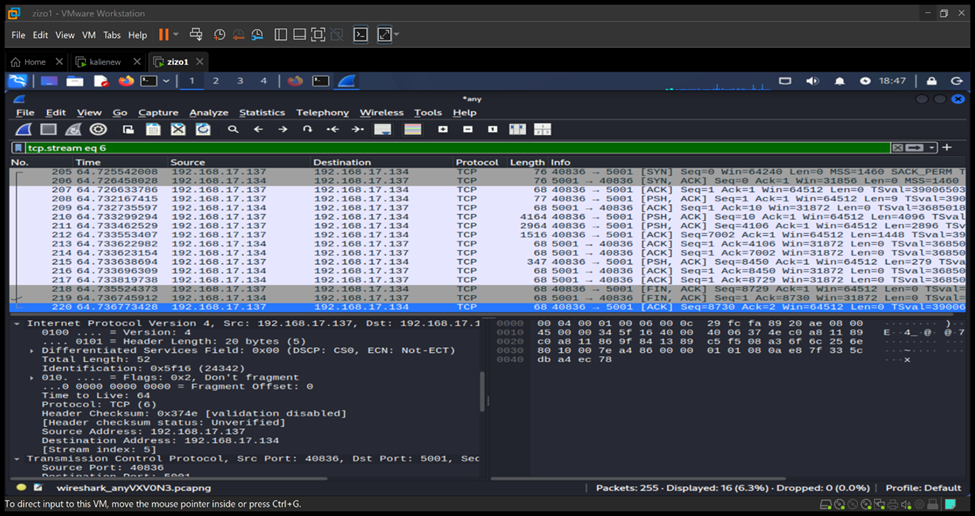 zizo1 - VMware Workstation
File Edit View VM Tabs Help
Home kalienew zizo1
1 2 3 4 18:47
*any
File Edit View Go Capture Analyze Statistics Telephony Wireless Tools Help
tcp.stream eq 6
No. Time Source Destination Protocol Length Info
205 64.725542008 192.168.17.137 192.168.17.134 TCP 76 40836 → 5001 [SYN] Seq=0 Win=64240 Len=0 MSS=1460 SACK_PERM T
206 64.726458028 192.168.17.134 192.168.17.137 TCP 76 5001 → 40836 [SYN, ACK] Seq=0 Ack=1 Win=31856 Len=0 MSS=1460
207 64.726633786 192.168.17.137 192.168.17.134 TCP 68 40836 → 5001 [ACK] Seq=1 Ack=1 Win=64512 Len=0 TSval=39006503
208 64.732167415 192.168.17.137 192.168.17.134 TCP 77 40836 → 5001 [PSH, ACK] Seq=1 Ack=1 Win=64512 Len=9 TSval=390
209 64.732735597 192.168.17.134 192.168.17.137 TCP 68 5001 → 40836 [ACK] Seq=1 Ack=10 Win=31872 Len=0 TSval=3685018
210 64.733299294 192.168.17.137 192.168.17.134 TCP 4164 40836 → 5001 [PSH, ACK] Seq=10 Ack=1 Win=64512 Len=4096 TSval
211 64.733462529 192.168.17.137 192.168.17.134 TCP 2964 40836 → 5001 [PSH, ACK] Seq=4106 Ack=1 Win=64512 Len=2896 TSv
212 64.733553407 192.168.17.137 192.168.17.134 TCP 1516 40836 → 5001 [PSH, ACK] Seq=7002 Ack=1 Win=64512 Len=1448 TSv
213 64.733622982 192.168.17.134 192.168.17.137 TCP 68 5001 → 40836 [ACK] Seq=1 Ack=4106 Win=31872 Len=0 TSval=36850
214 64.733623154 192.168.17.134 192.168.17.137 TCP 68 5001 → 40836 [ACK] Seq=1 Ack=7002 Win=31872 Len=0 TSval=36850
215 64.733638694 192.168.17.137 192.168.17.134 TCP 347 40836 → 5001 [PSH, ACK] Seq=8450 Ack=1 Win=64512 Len=279 TSva
216 64.733696309 192.168.17.134 192.168.17.137 TCP 68 5001 → 40836 [ACK] Seq=1 Ack=8450 Win=31872 Len=0 TSval=36850
217 64.733819738 192.168.17.134 192.168.17.137 TCP 68 5001 → 40836 [ACK] Seq=1 Ack=8729 Win=31872 Len=0 TSval=36850
218 64.735524373 192.168.17.137 192.168.17.134 TCP 68 40836 → 5001 [FIN, ACK] Seq=8729 Ack=1 Win=64512 Len=0 TSval=
219 64.736745912 192.168.17.134 192.168.17.137 TCP 68 5001 → 40836 [FIN, ACK] Seq=1 Ack=8730 Win=31872 Len=0 TSval=
220 64.736773428 192.168.17.137 192.168.17.134 TCP 68 40836 → 5001 [ACK] Seq=8730 Ack=2 Win=64512 Len=0 TSval=39006
Internet Protocol Version 4, Src: 192.168.17.137, Dst: 192.168.17.1
0100 .... = Version: 4
.... 0101 = Header Length: 20 bytes (5)
Differentiated Services Field: 0x00 (DSCP: CS0, ECN: Not-ECT)
Total Length: 52
Identification: 0x5f16 (24342)
010. .... = Flags: 0x2, Don't fragment
...0 0000 0000 0000 = Fragment Offset: 0
Time to Live: 64
Protocol: TCP (6)
Header Checksum: 0x374e [validation disabled]
[Header checksum status: Unverified]
Source Address: 192.168.17.137
Destination Address: 192.168.17.134
[Stream index: 5]
Transmission Control Protocol, Src Port: 40836, Dst Port: 5001, Sec
Source Port: 40836
0000 00 04 00 01 00 06 00 0c 29 fc fa 89 20 ae 08 00
0010 45 00 00 34 5f 16 40 00 40 06 37 4e c0 a8 11 89
0020 c0 a8 11 86 9f 84 13 89 c5 f5 08 a3 6f 6c 25 6e
0030 80 10 00 7e a4 86 00 00 01 01 08 0a e8 7f 33 5c
0040 db a4 ec 78
wireshark_anyVXV0N3.pcapng Packets: 255 · Displayed: 16 (6.3%) · Dropped: 0 (0.0%) Profile: Default
To direct input to this VM, move the mouse pointer inside or press Ctrl+G.